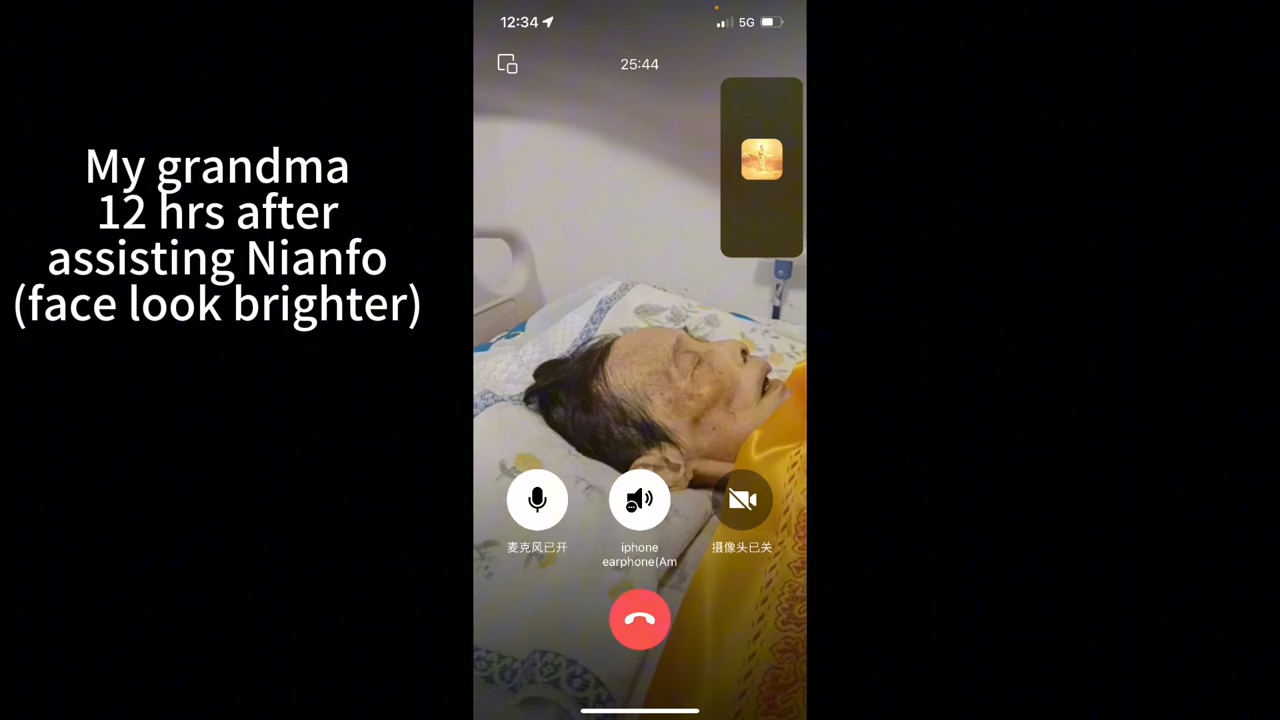 12:34
5G
25:44
My grandma
12 hrs after
assisting Nianfo
(face look brighter)
麦克风已开
iphone
earphone(Am
摄像头已关